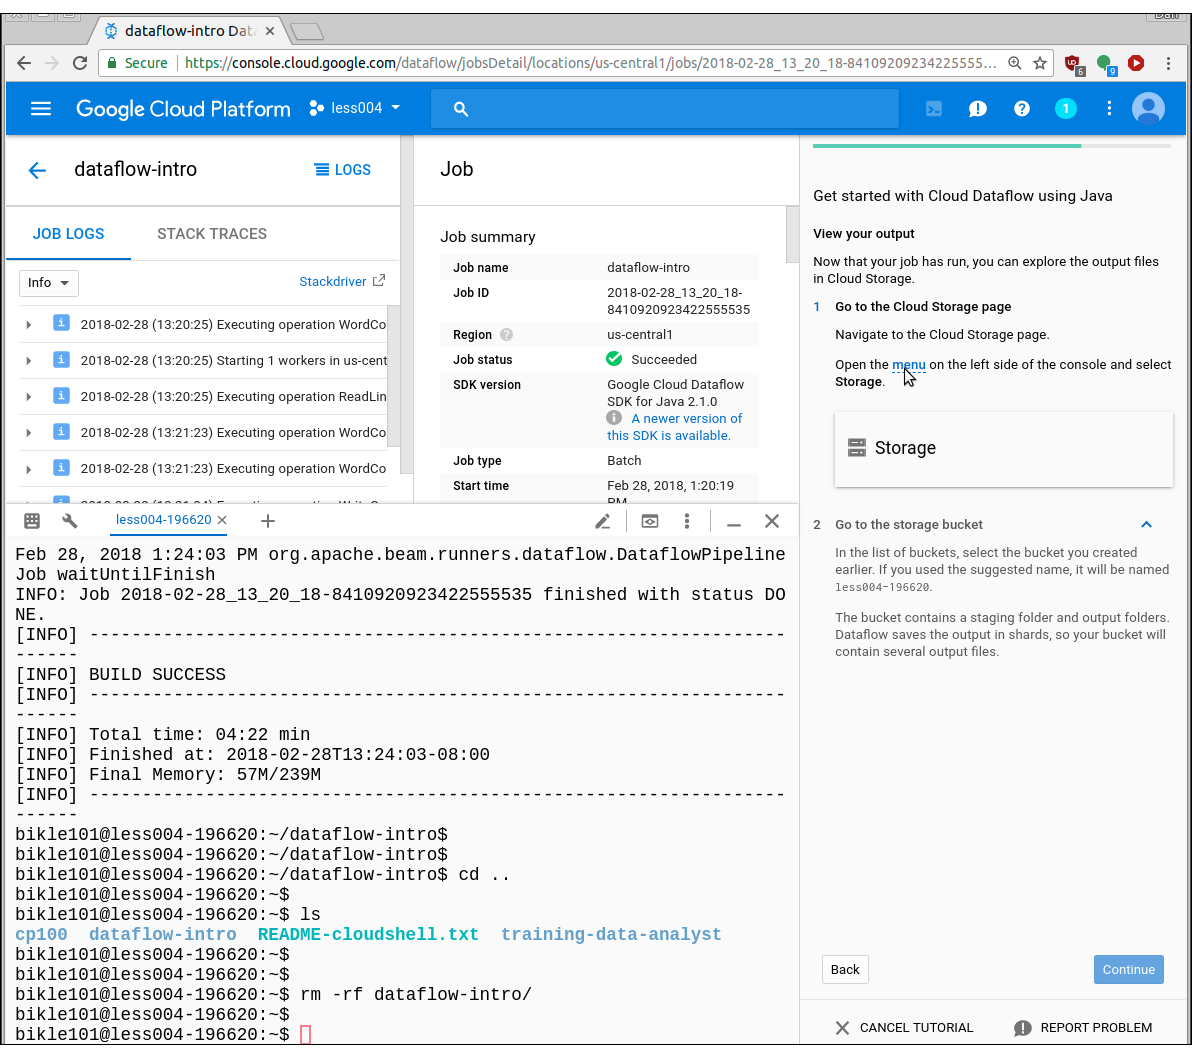 dataflow-intro Dat
Secure
https://console.cloud.google.com/dataflow/jobsDetail/locations/us-central1/jobs/2018-02-28_13_20_18-84109209234225555...
6
9
Google Cloud Platform
less004
1
dataflow-intro
LOGS
JOB LOGS
STACK TRACES
Info
Stackdriver
2018-02-28 (13:20:25) Executing operation WordCo
2018-02-28 (13:20:25) Starting 1 workers in us-cent
2018-02-28 (13:20:25) Executing operation ReadLin
2018-02-28 (13:21:23) Executing operation WordCo
2018-02-28 (13:21:23) Executing operation WordCo
Job
Job summary
Job name dataflow-intro
Job ID 2018-02-28_13_20_18-
8410920923422555535
Region us-central1
Job status Succeeded
SDK version Google Cloud Dataflow
SDK for Java 2.1.0
A newer version of
this SDK is available.
Job type Batch
Start time Feb 28, 2018, 1:20:19
PM
Get started with Cloud Dataflow using Java
View your output
Now that your job has run, you can explore the output files
in Cloud Storage.
1 Go to the Cloud Storage page
Navigate to the Cloud Storage page.
Open the menu on the left side of the console and select
Storage.
Storage
2 Go to the storage bucket
In the list of buckets, select the bucket you created
earlier. If you used the suggested name, it will be named
less004-196620.
The bucket contains a staging folder and output folders.
Dataflow saves the output in shards, so your bucket will
contain several output files.
Back
Continue
CANCEL TUTORIAL
REPORT PROBLEM
less004-196620
Feb 28, 2018 1:24:03 PM org.apache.beam.runners.dataflow.DataflowPipeline
Job waitUntilFinish
INFO: Job 2018-02-28_13_20_18-8410920923422555535 finished with status DO
NE.
[INFO] ------------------------------------------------------------------
------
[INFO] BUILD SUCCESS
[INFO] ------------------------------------------------------------------
------
[INFO] Total time: 04:22 min
[INFO] Finished at: 2018-02-28T13:24:03-08:00
[INFO] Final Memory: 57M/239M
[INFO] ------------------------------------------------------------------
------
bikle101@less004-196620:~/dataflow-intro$
bikle101@less004-196620:~/dataflow-intro$
bikle101@less004-196620:~/dataflow-intro$ cd ..
bikle101@less004-196620:~$
bikle101@less004-196620:~$ ls
cp100 dataflow-intro README-cloudshell.txt training-data-analyst
bikle101@less004-196620:~$
bikle101@less004-196620:~$
bikle101@less004-196620:~$ rm -rf dataflow-intro/
bikle101@less004-196620:~$
bikle101@less004-196620:~$